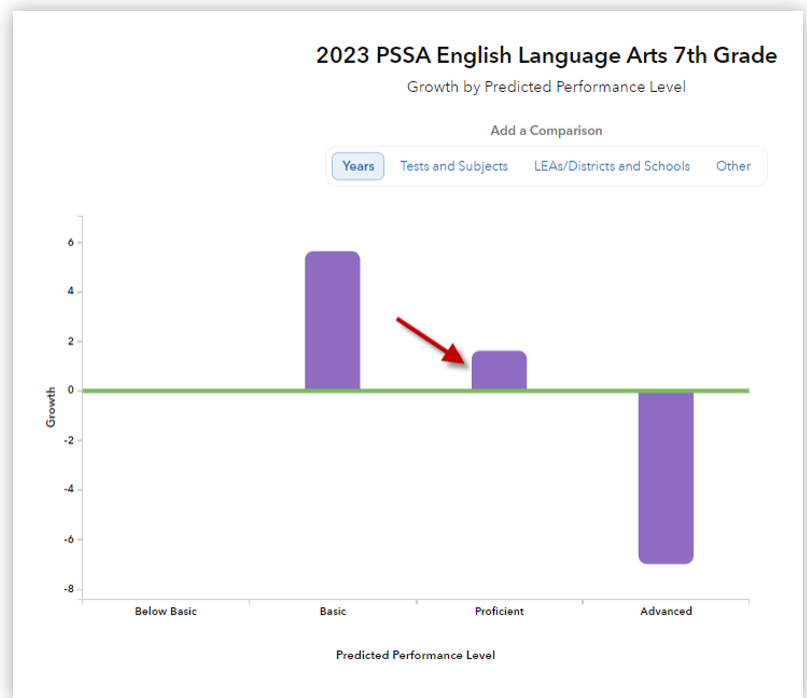 2023 PSSA English Language Arts 7th Grade
Growth by Predicted Performance Level
Add a Comparison
Years Tests and Subjects LEAs/Districts and Schools Other
6
4
2
0
-2
-4
-6
-8
Growth
Below Basic Basic Proficient Advanced
Predicted Performance Level